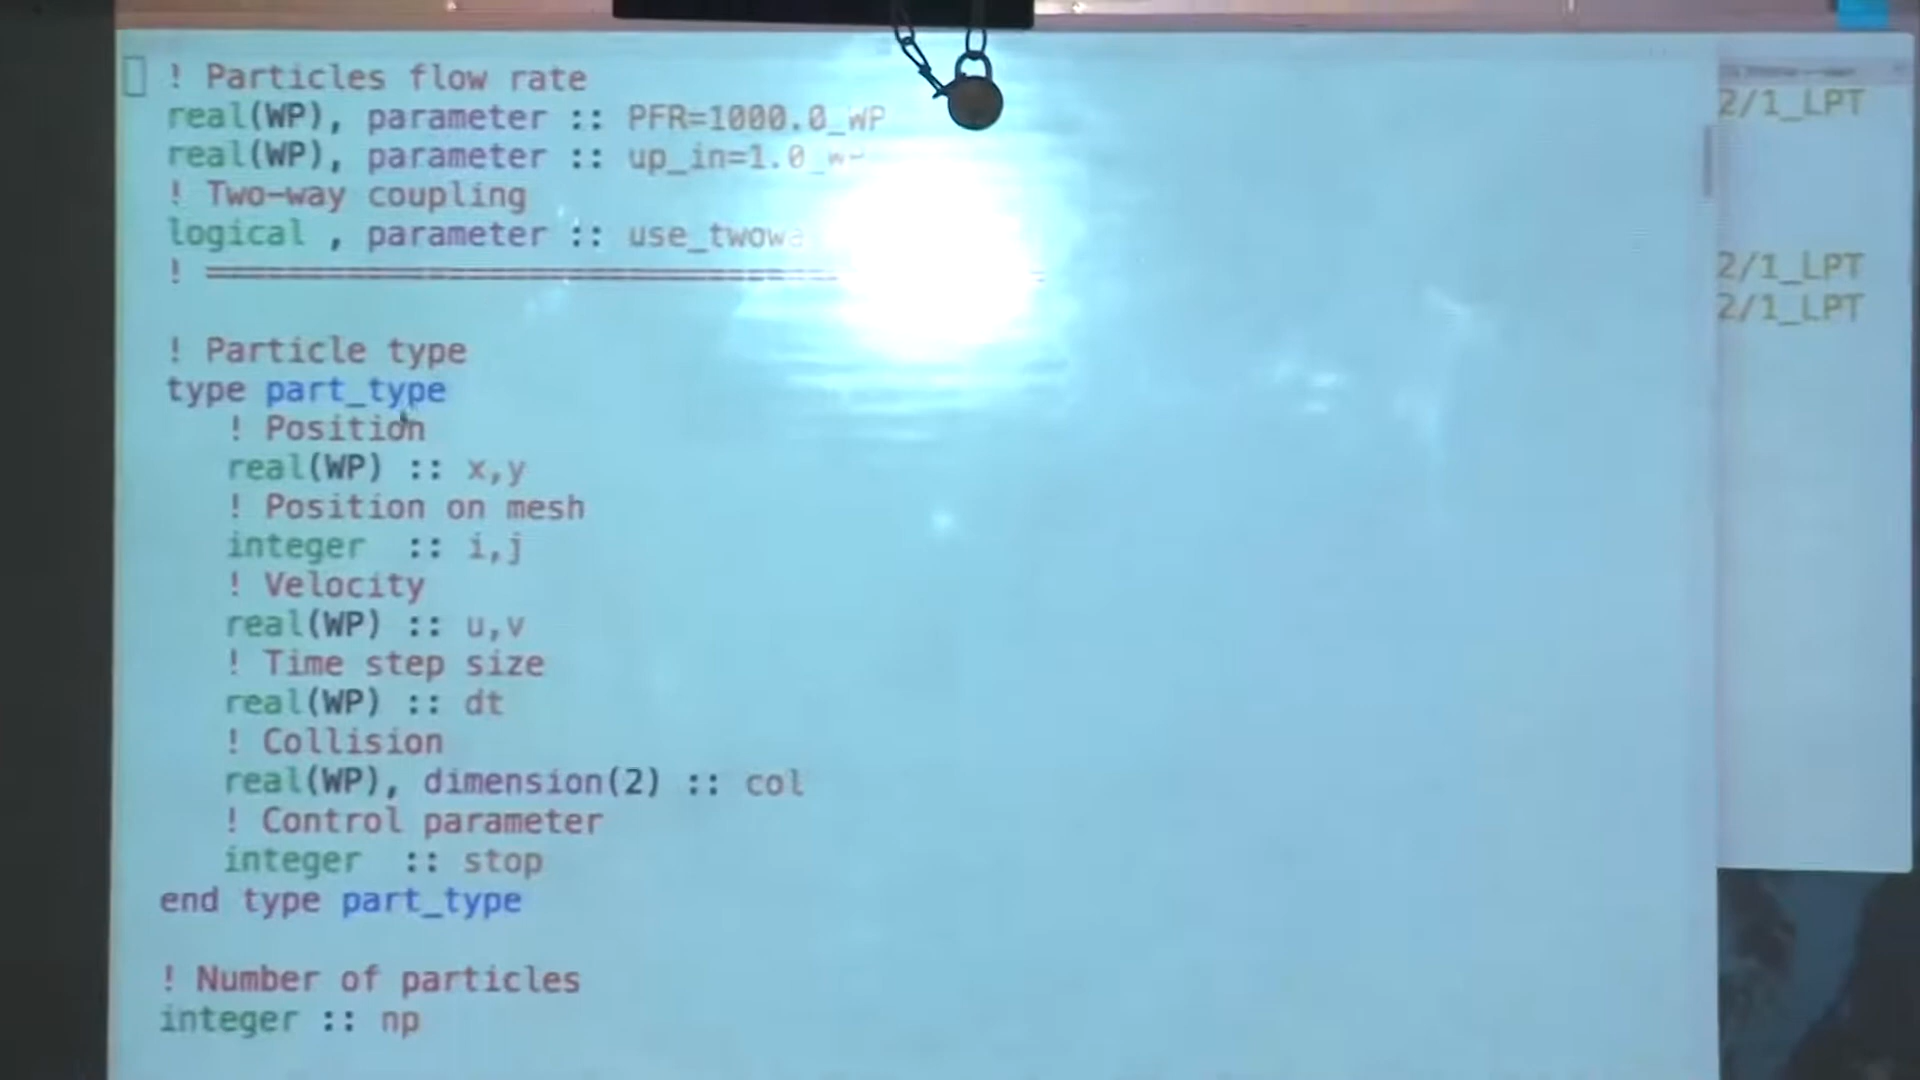 ! Particles flow rate
real(WP), parameter :: PFR=1000.0_WP
real(WP), parameter :: up_in=1.0
! Two-way coupling
logical , parameter ::
! ==========================================
! Particle type
type part_type
! Position
real(WP) :: x,y
! Position on mesh
integer :: i,j
! Velocity
real(WP) :: u,v
! Time step size
real(WP) :: dt
! Collision
real(WP), dimension(2) :: col
! Control parameter
integer :: stop
end type part_type
! Number of particles
integer :: np
2/1_LPT
2/1_LPT
2/1_LPT